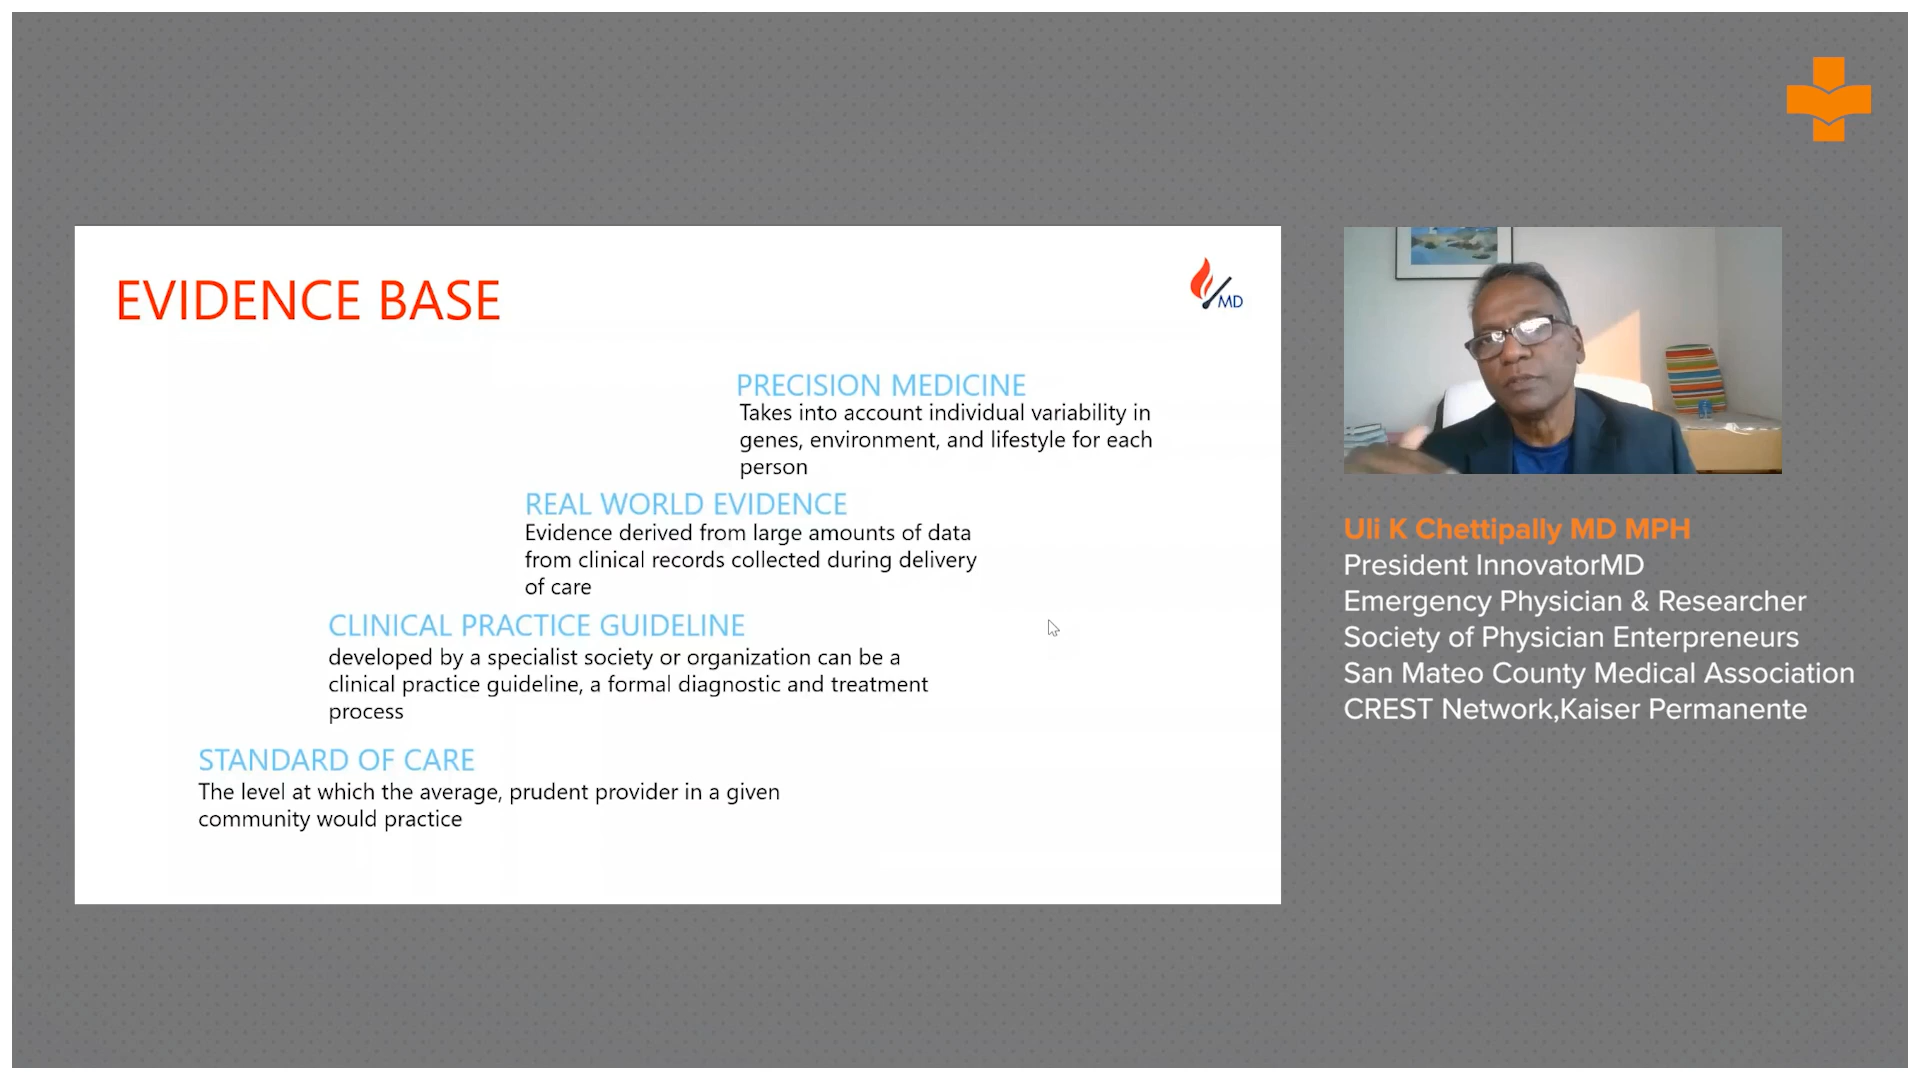 EVIDENCE BASE
MD
PRECISION MEDICINE
Takes into account individual variability in
genes, environment, and lifestyle for each
person
REAL WORLD EVIDENCE
Evidence derived from large amounts of data
from clinical records collected during delivery
of care
CLINICAL PRACTICE GUIDELINE
developed by a specialist society or organization can be a
clinical practice guideline, a formal diagnostic and treatment
process
STANDARD OF CARE
The level at which the average, prudent provider in a given
community would practice
Uli K Chettipally MD MPH
President InnovatorMD
Emergency Physician & Researcher
Society of Physician Enterpreneurs
San Mateo County Medical Association
CREST Network,Kaiser Permanente